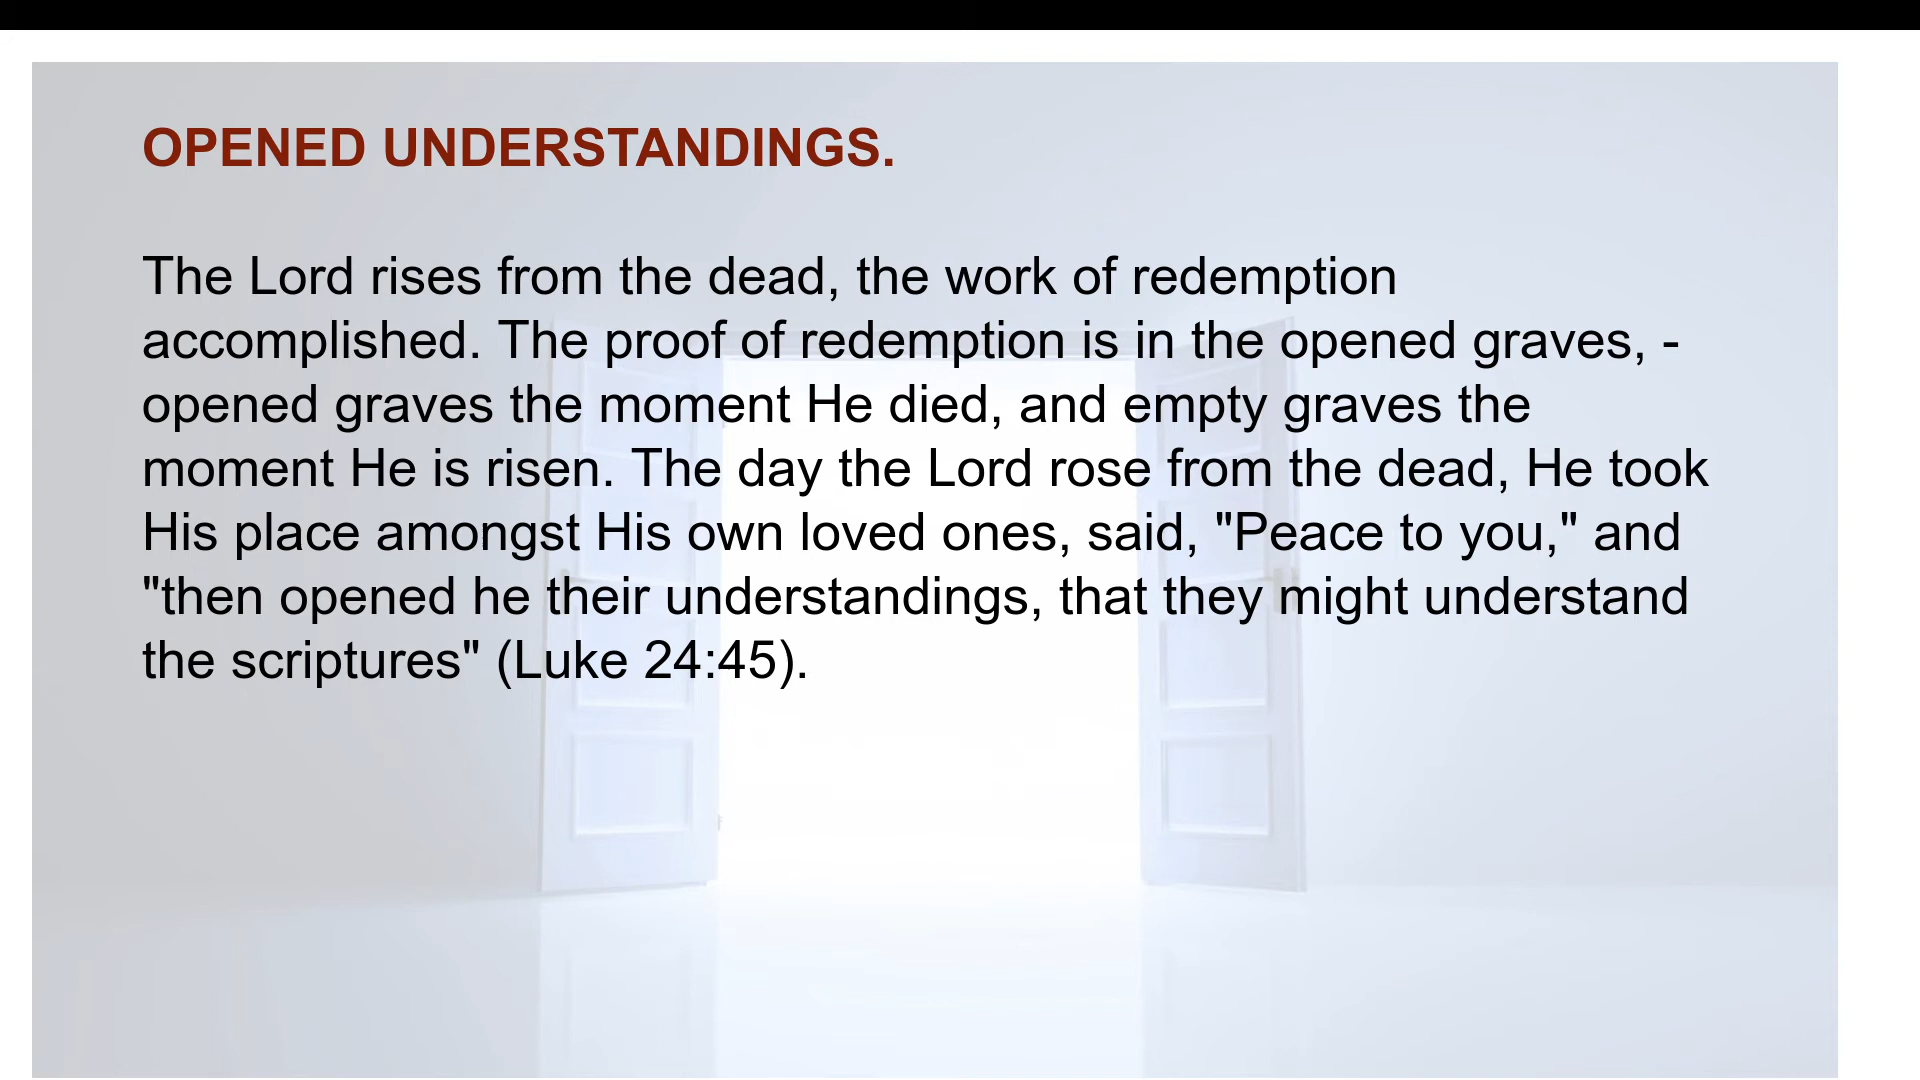 OPENED UNDERSTANDINGS.
The Lord rises from the dead, the work of redemption
accomplished. The proof of redemption is in the opened graves, -
opened graves the moment He died, and empty graves the
moment He is risen. The day the Lord rose from the dead, He took
His place amongst His own loved ones, said, "Peace to you," and
"then opened he their understandings, that they might understand
the scriptures" (Luke 24:45).